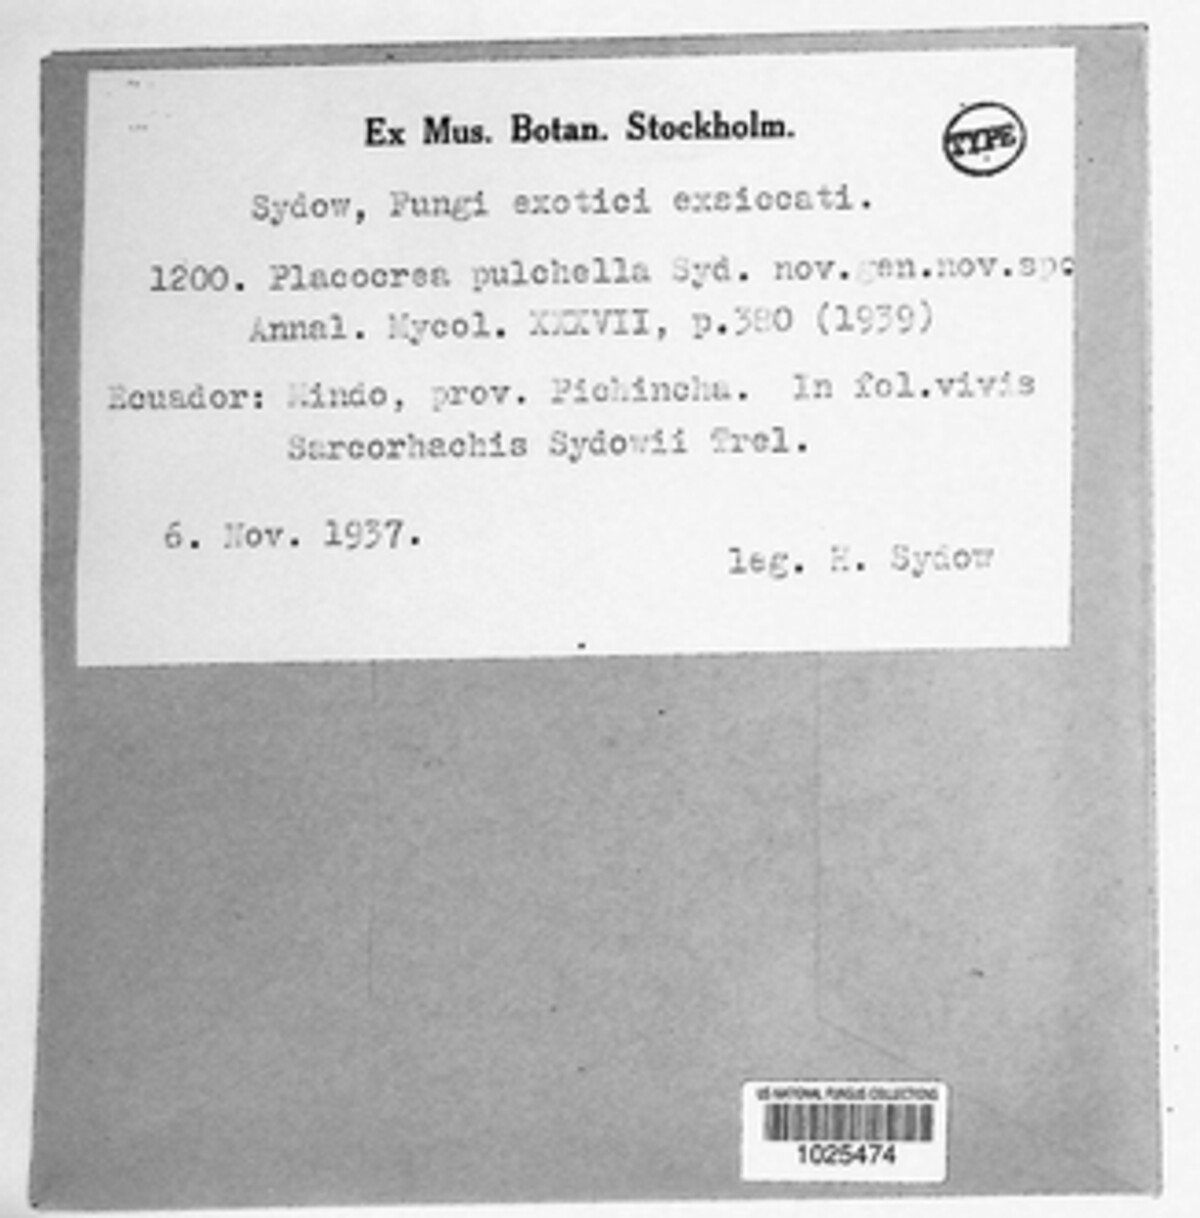 Ex Mus. Botan. Stockholm.
TYPE
Sydow, Fungi exotici exsiccati.
1200. Placocrea pulchella Syd. nov.gen.nov.spc
Annal. Mycol. XXXVII, p.380 (1939)
Ecuador: Mindo, prov. Pichincha. In fol.vivis
Sarcorhachis Sydowii Trel.
6. Nov. 1937.
leg. H. Sydow
US NATIONAL FUNGUS COLLECTIONS
1025474